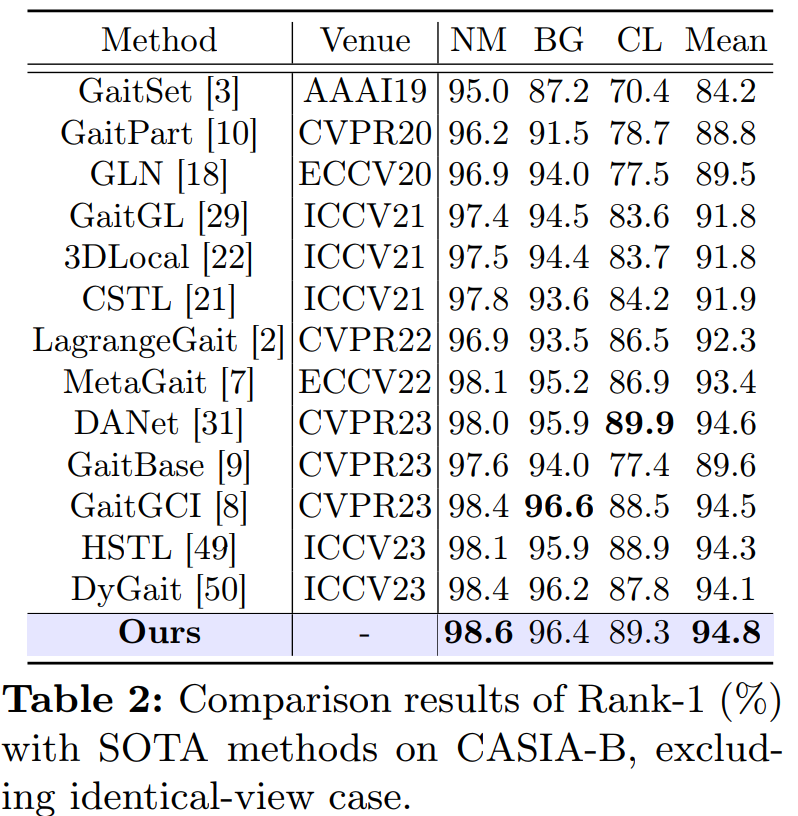 Method Venue NM BG CL Mean
GaitSet [3] AAAI19 95.0 87.2 70.4 84.2
GaitPart [10] CVPR20 96.2 91.5 78.7 88.8
GLN [18] ECCV20 96.9 94.0 77.5 89.5
GaitGL [29] ICCV21 97.4 94.5 83.6 91.8
3DLocal [22] ICCV21 97.5 94.4 83.7 91.8
CSTL [21] ICCV21 97.8 93.6 84.2 91.9
LagrangeGait [2] CVPR22 96.9 93.5 86.5 92.3
MetaGait [7] ECCV22 98.1 95.2 86.9 93.4
DANet [31] CVPR23 98.0 95.9 89.9 94.6
GaitBase [9] CVPR23 97.6 94.0 77.4 89.6
GaitGCI [8] CVPR23 98.4 96.6 88.5 94.5
HSTL [49] ICCV23 98.1 95.9 88.9 94.3
DyGait [50] ICCV23 98.4 96.2 87.8 94.1
Ours - 98.6 96.4 89.3 94.8
Table 2: Comparison results of Rank-1 (%)
with SOTA methods on CASIA-B, exclud-
ing identical-view case.